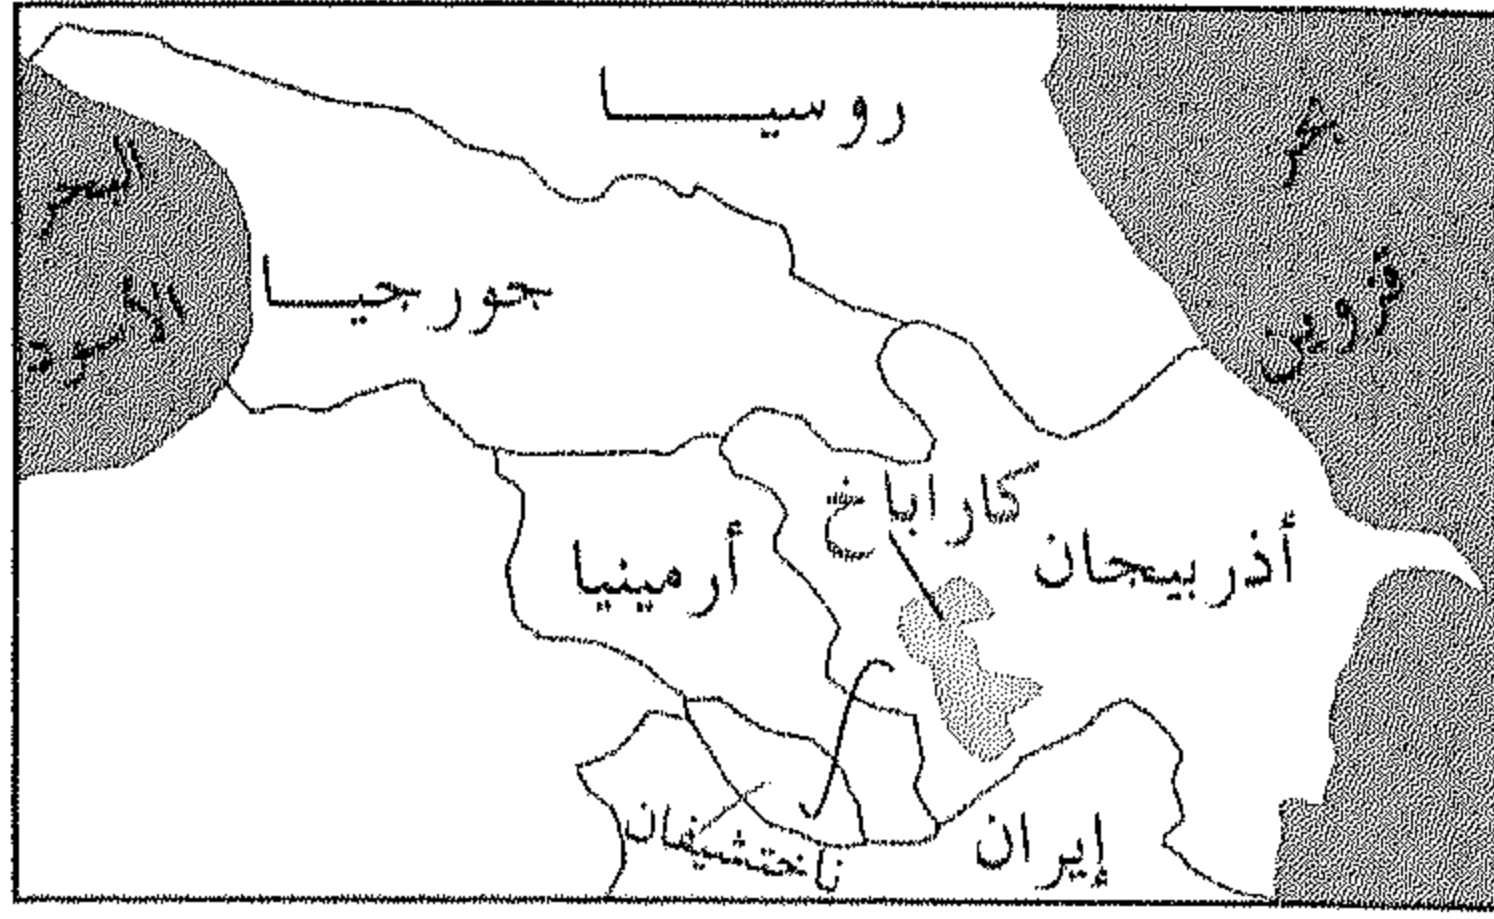 روسيا
بحر
قزوين
البحر
الأسود
جورجيا
كاراباخ
أذربيجان
أرمينيا
إيران
ناختشيفان